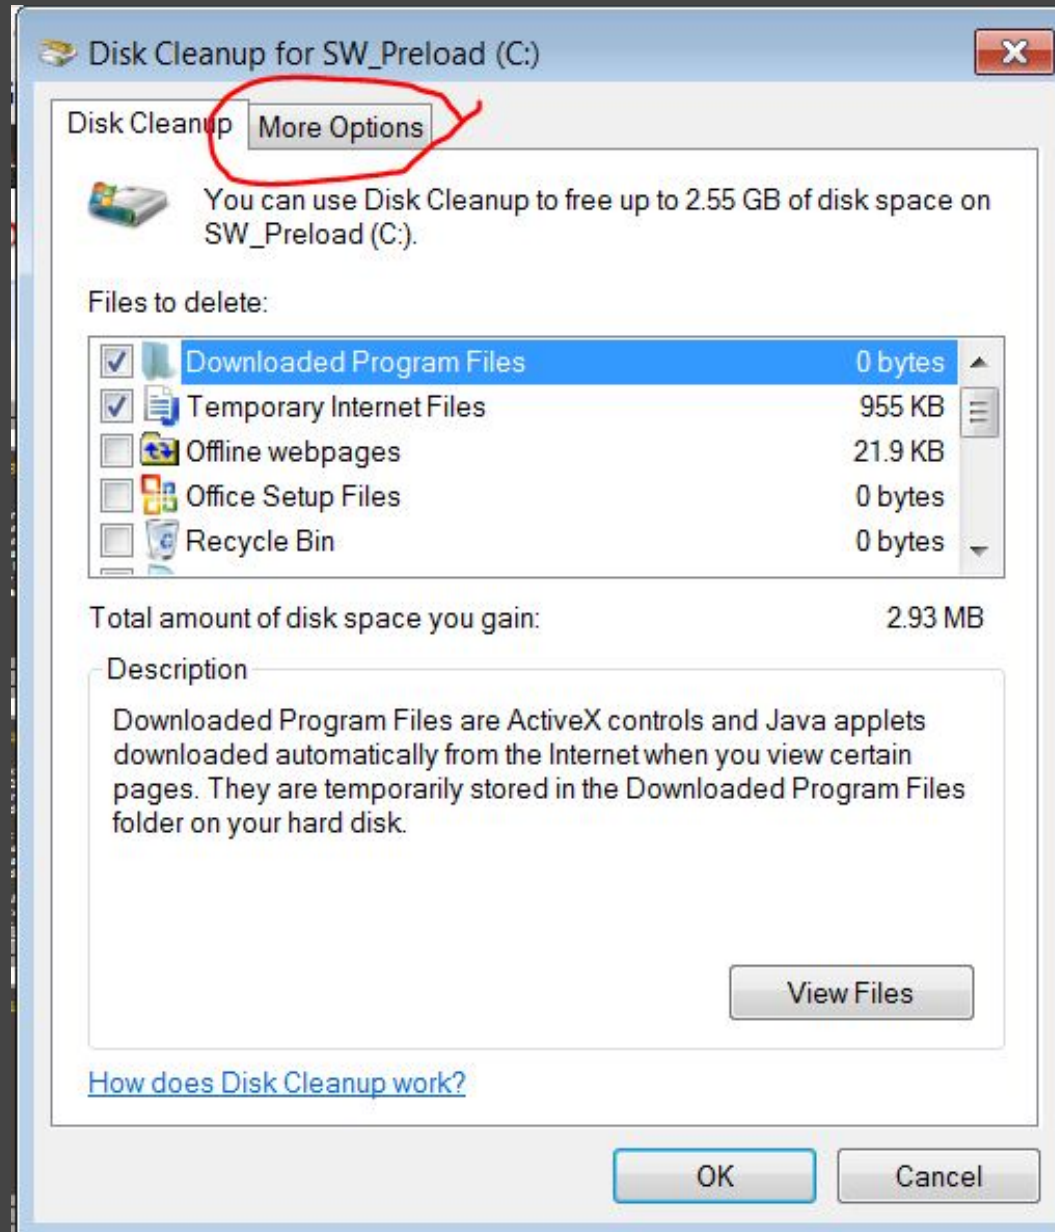 Disk Cleanup for SW_Preload (C:)
Disk Cleanup
More Options
You can use Disk Cleanup to free up to 2.55 GB of disk space on
SW_Preload (C:).
Files to delete:
Downloaded Program Files 0 bytes
Temporary Internet Files 955 KB
Offline webpages 21.9 KB
Office Setup Files 0 bytes
Recycle Bin 0 bytes
Total amount of disk space you gain: 2.93 MB
Description
Downloaded Program Files are ActiveX controls and Java applets
downloaded automatically from the Internet when you view certain
pages. They are temporarily stored in the Downloaded Program Files
folder on your hard disk.
View Files
How does Disk Cleanup work?
OK
Cancel